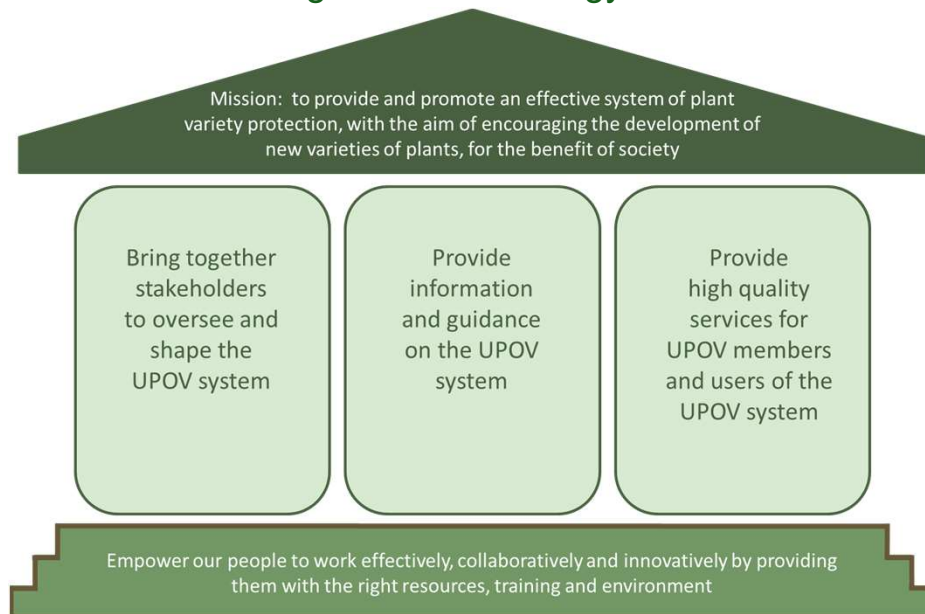 Mission: to provide and promote an effective system of plant
variety protection, with the aim of encouraging the development of
new varieties of plants, for the benefit of society
Bring together
stakeholders
to oversee and
shape the
UPOV system
Provide
information
and guidance
on the UPOV
system
Provide
high quality
services for
UPOV members
and users of the
UPOV system
Empower our people to work effectively, collaboratively and innovatively by providing
them with the right resources, training and environment